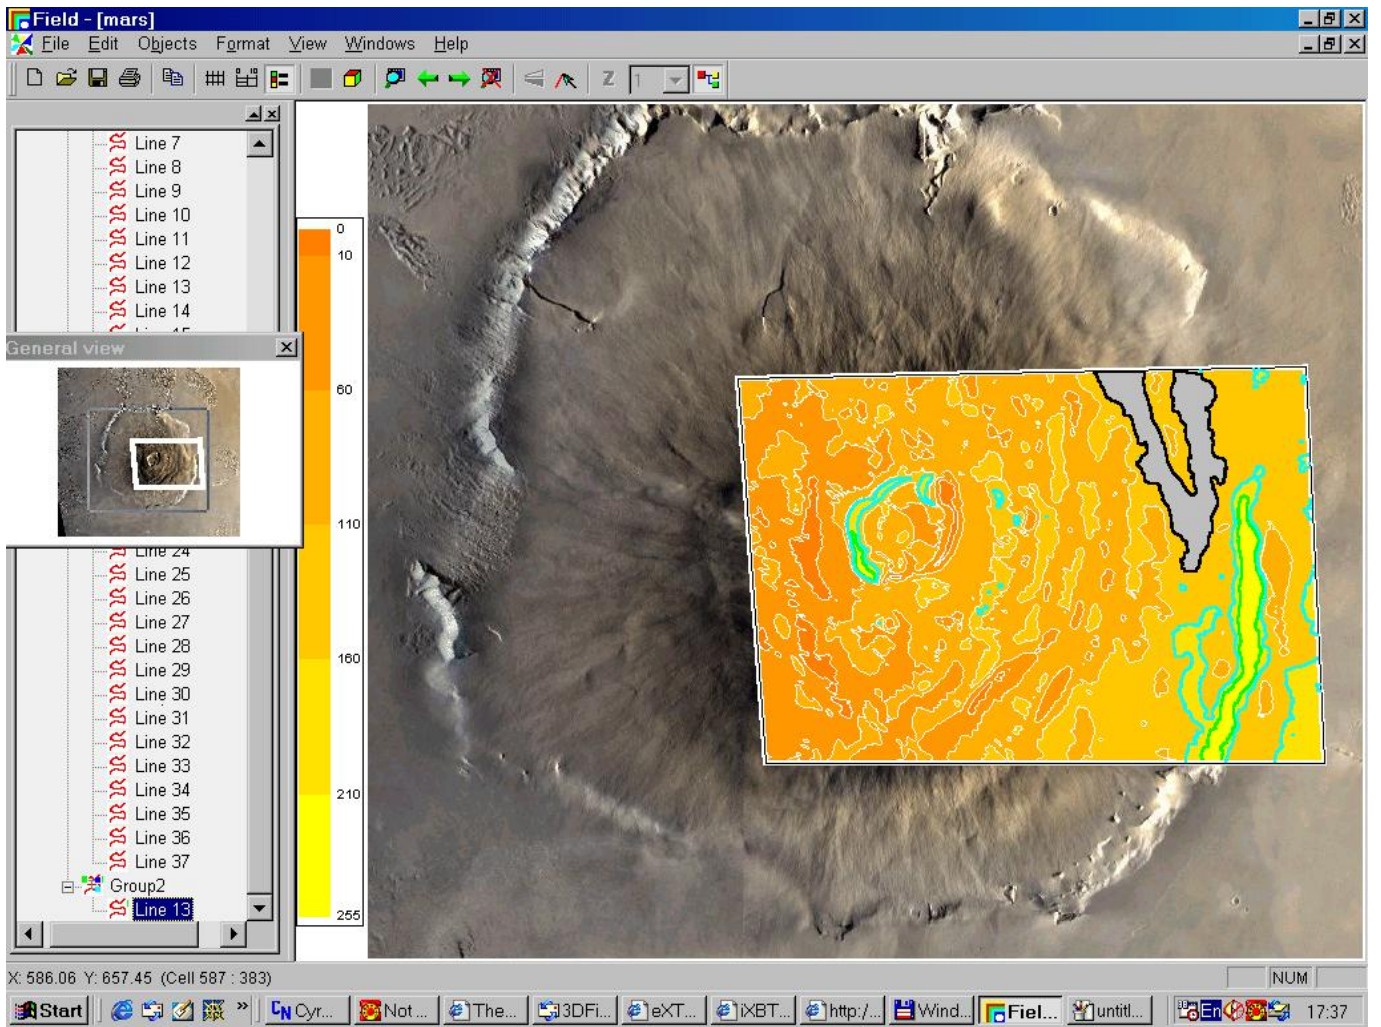 Field - [mars]
File Edit Objects Format View Windows Help
Z 1
Line 7
Line 8
Line 9
Line 10
Line 11
Line 12
Line 13
Line 14
General view
Line 24
Line 25
Line 26
Line 27
Line 28
Line 29
Line 30
Line 31
Line 32
Line 33
Line 34
Line 35
Line 36
Line 37
Group2
Line 13
0
10
60
110
160
210
255
X: 586.06 Y: 657.45 (Cell 587 : 383)
NUM
Start » CN Cyr... Not ... The... 3DFi... eXT... iXBT... http:/... Wind... Fiel... untitl... En 17:37